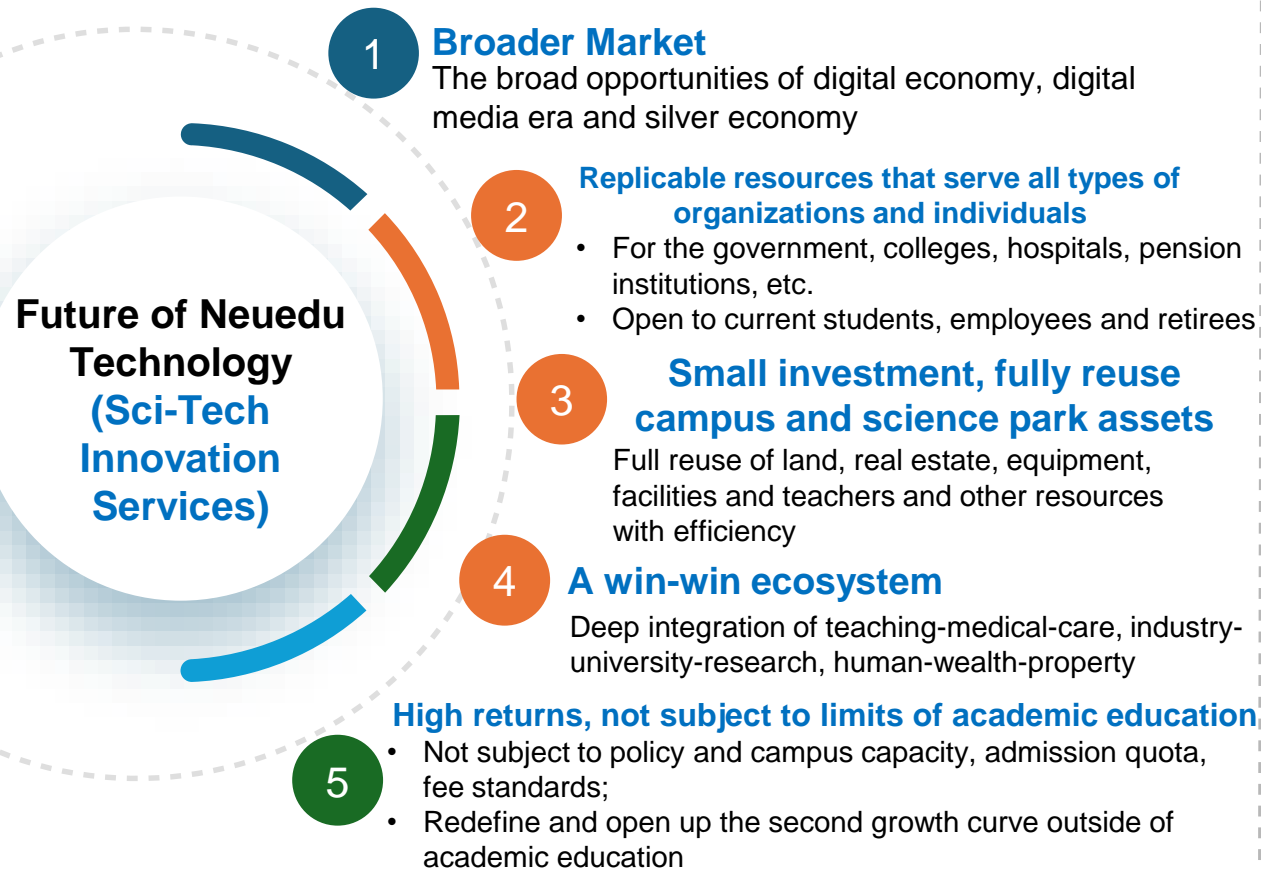 Future of Neuedu
Technology
(Sci-Tech
Innovation
Services)
1
Broader Market
The broad opportunities of digital economy, digital
media era and silver economy
2
Replicable resources that serve all types of
organizations and individuals
• For the government, colleges, hospitals, pension
institutions, etc.
• Open to current students, employees and retirees
3
Small investment, fully reuse
campus and science park assets
Full reuse of land, real estate, equipment,
facilities and teachers and other resources
with efficiency
4
A win-win ecosystem
Deep integration of teaching-medical-care, industry-
university-research, human-wealth-property
5
High returns, not subject to limits of academic education
• Not subject to policy and campus capacity, admission quota,
fee standards;
• Redefine and open up the second growth curve outside of
academic education